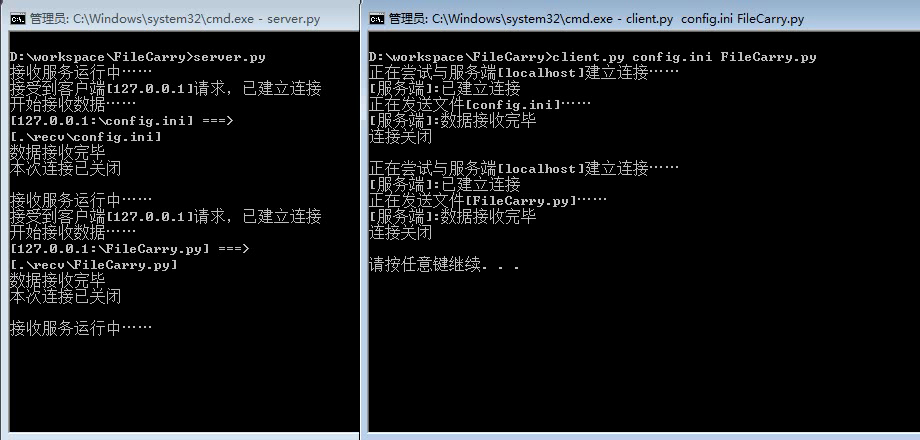 管理员: C:\Windows\system32\cmd.exe - server.py
D:\workspace\FileCarry>server.py
接收服务运行中……
接受到客户端[127.0.0.1]请求，已建立连接
开始接收数据……
[127.0.0.1:\config.ini] ===>
[.\recv\config.ini]
数据接收完毕
本次连接已关闭
接收服务运行中……
接受到客户端[127.0.0.1]请求，已建立连接
开始接收数据……
[127.0.0.1:\FileCarry.py] ===>
[.\recv\FileCarry.py]
数据接收完毕
本次连接已关闭
接收服务运行中……
管理员: C:\Windows\system32\cmd.exe - client.py  config.ini FileCarry.py
D:\workspace\FileCarry>client.py config.ini FileCarry.py
正在尝试与服务端[localhost]建立连接……
[服务端]:已建立连接
正在发送文件[config.ini]……
[服务端]:数据接收完毕
连接关闭
正在尝试与服务端[localhost]建立连接……
[服务端]:已建立连接
正在发送文件[FileCarry.py]……
[服务端]:数据接收完毕
连接关闭
请按任意键继续. . .